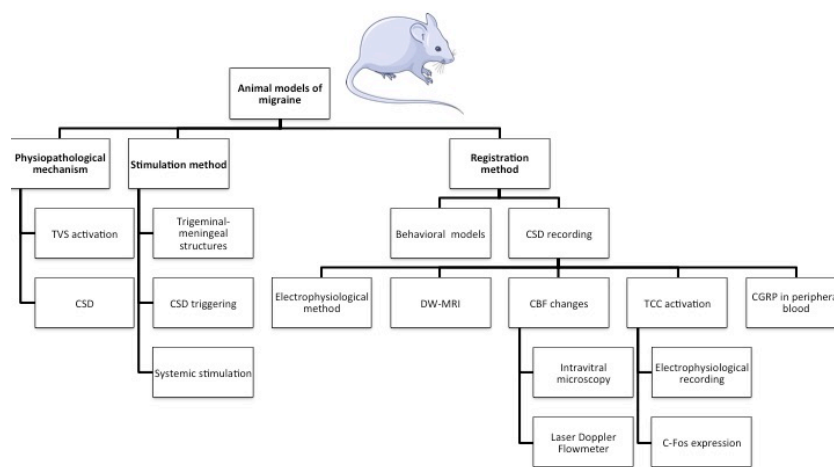 Animal models of
migraine
Physiopathological
mechanism
Stimulation method
Registration
method
TVS activation
Trigeminal-
meningeal
structures
Behavioral models
CSD recording
CSD
CSD triggering
Electrophysiological
method
DW-MRI
CBF changes
TCC activation
CGRP in periphera
blood
Systemic stimulation
Intravitral
microscopy
Electrophysiological
recording
Laser Doppler
Flowmeter
C-Fos expression